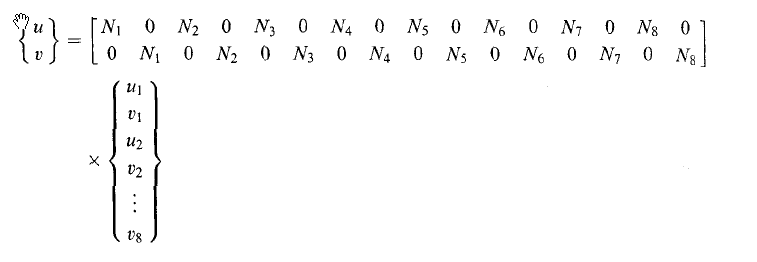 {u v} = [N₁ 0 N₂ 0 N₃ 0 N₄ 0 N₅ 0 N₆ 0 N₇ 0 N₈ 0
0 N₁ 0 N₂ 0 N₃ 0 N₄ 0 N₅ 0 N₆ 0 N₇ 0 N₈]
× {u₁
v₁
u₂
v₂
⋮
v₈}